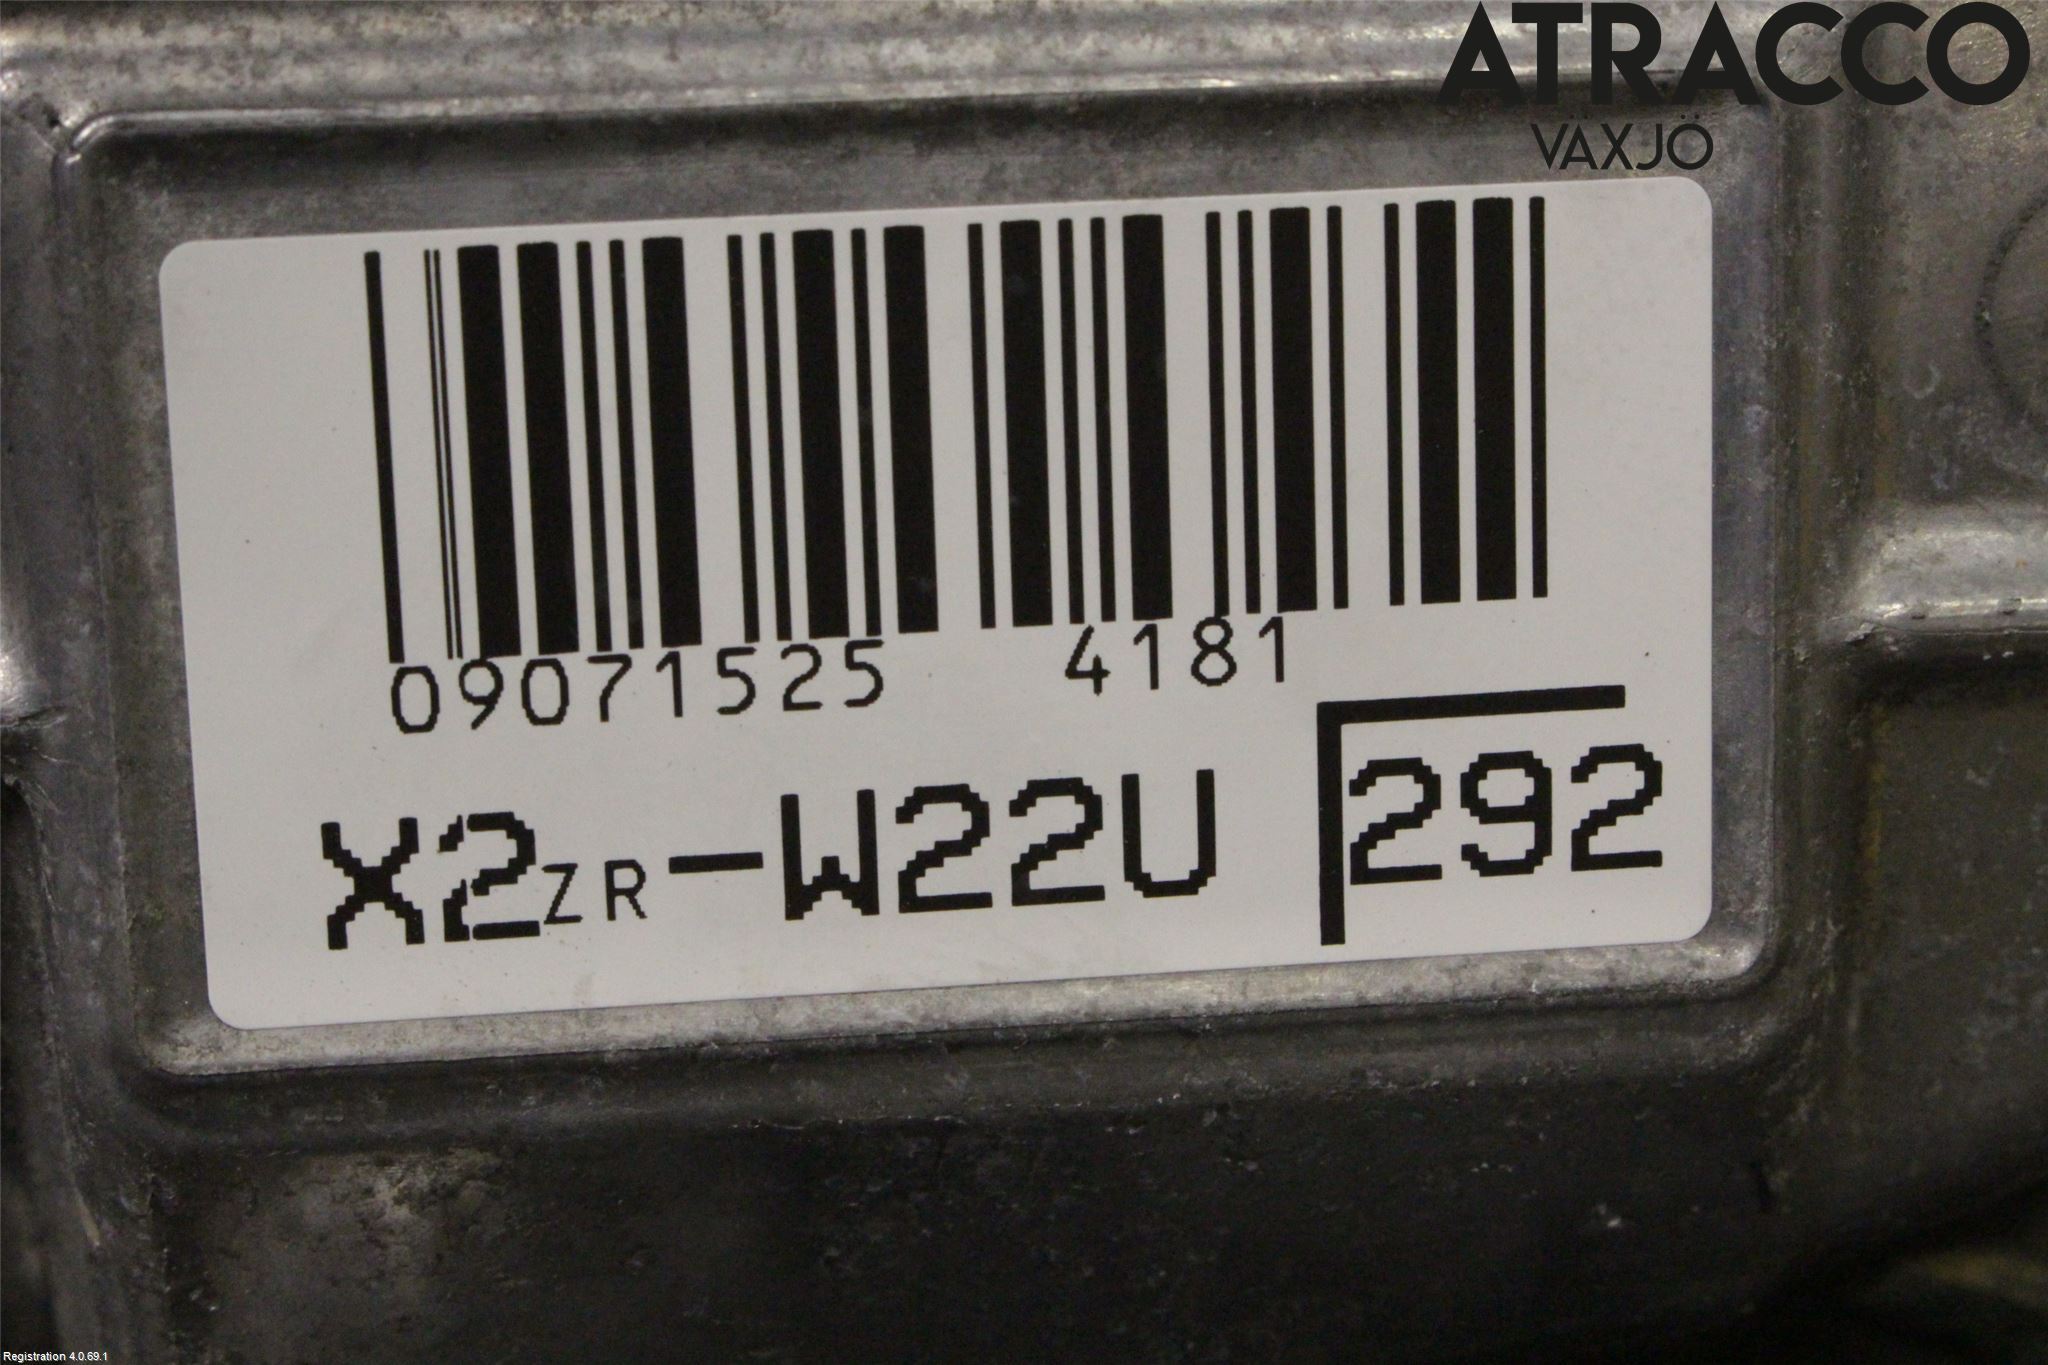 ATRACCO
VÄXJÖ
09071525 4181
X2ZR-W22U 292
Registration 4.0.69.1